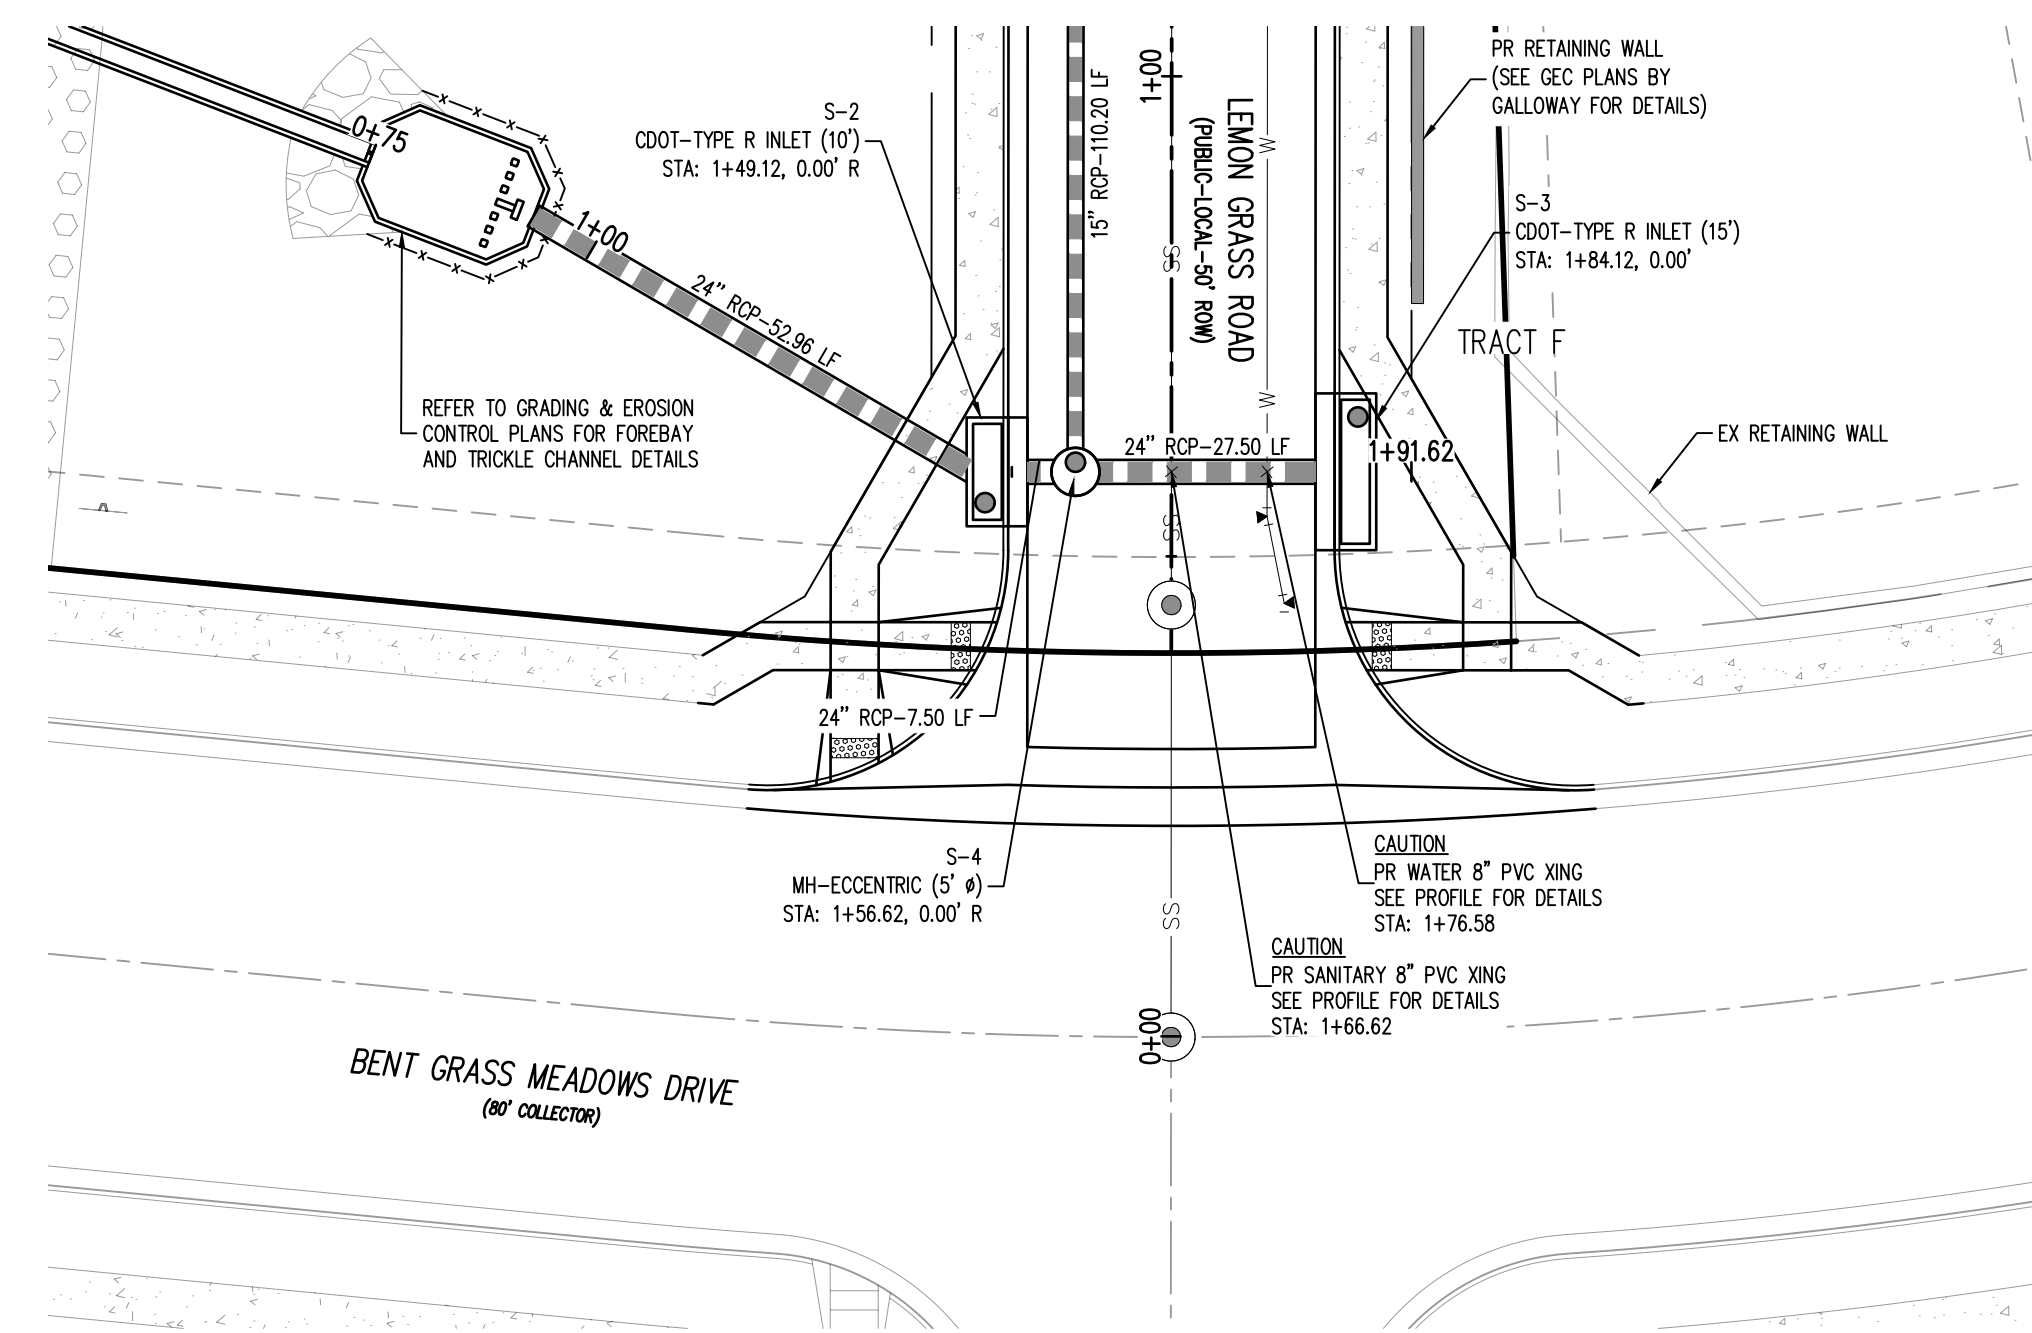 PR RETAINING WALL
(SEE GEC PLANS BY
GALLOWAY FOR DETAILS)
0+75
1+00
S-2
CDOT-TYPE R INLET (10')
STA: 1+49.12, 0.00' R
15" RCP-110.20 LF
1+00
LEMON GRASS ROAD
(PUBLIC-LOCAL-50' ROW)
W
SS
S-3
CDOT-TYPE R INLET (15')
STA: 1+84.12, 0.00'
TRACT F
24" RCP-52.96 LF
REFER TO GRADING & EROSION
CONTROL PLANS FOR FOREBAY
AND TRICKLE CHANNEL DETAILS
W
24" RCP-27.50 LF
1+91.62
EX RETAINING WALL
SS
24" RCP-7.50 LF
S-4
MH-ECCENTRIC (5' ø)
STA: 1+56.62, 0.00' R
SS
CAUTION
PR WATER 8" PVC XING
SEE PROFILE FOR DETAILS
STA: 1+76.58
CAUTION
PR SANITARY 8" PVC XING
SEE PROFILE FOR DETAILS
STA: 1+66.62
0+00
BENT GRASS MEADOWS DRIVE
(80' COLLECTOR)